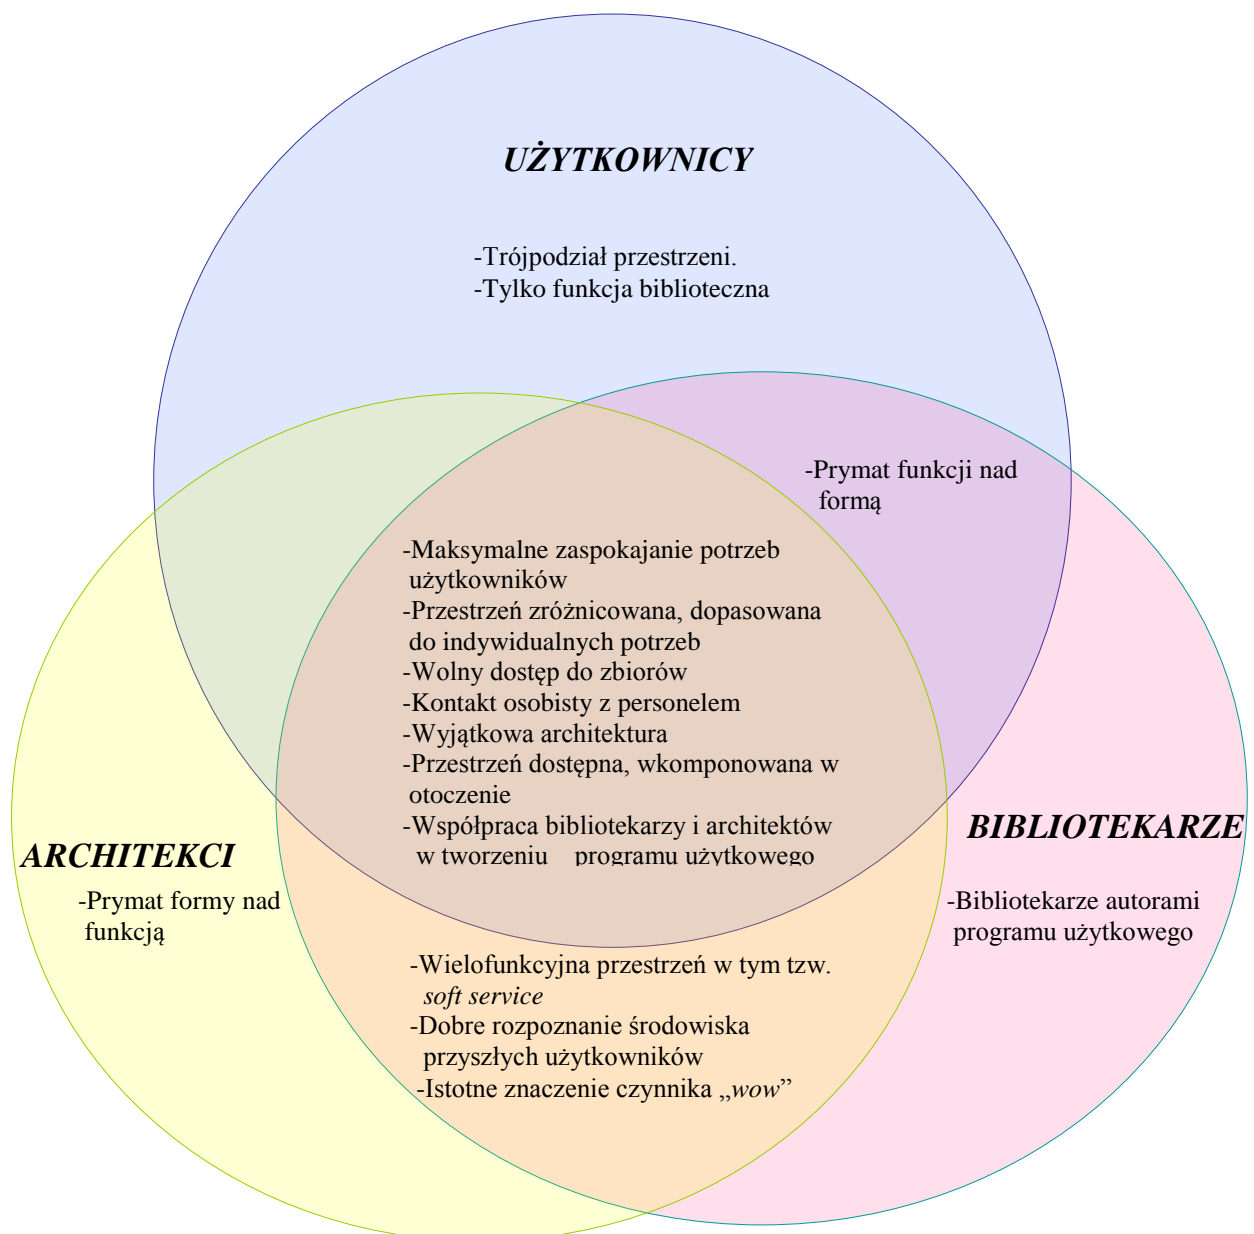 UŻYTKOWNICY
-Trójpodział przestrzeni.
-Tylko funkcja biblioteczna
-Prymat funkcji nad
formą
-Maksymalne zaspokajanie potrzeb
użytkowników
-Przestrzeń zróżnicowana, dopasowana
do indywidualnych potrzeb
-Wolny dostęp do zbiorów
-Kontakt osobisty z personelem
-Wyjątkowa architektura
-Przestrzeń dostępna, wkomponowana w
otoczenie
-Współpraca bibliotekarzy i architektów
w tworzeniu programu użytkowego
ARCHITEKCI
-Prymat formy nad
funkcją
BIBLIOTEKARZE
-Bibliotekarze autorami
programu użytkowego
-Wielofunkcyjna przestrzeń w tym tzw.
soft service
-Dobre rozpoznanie środowiska
przyszłych użytkowników
-Istotne znaczenie czynnika „wow”